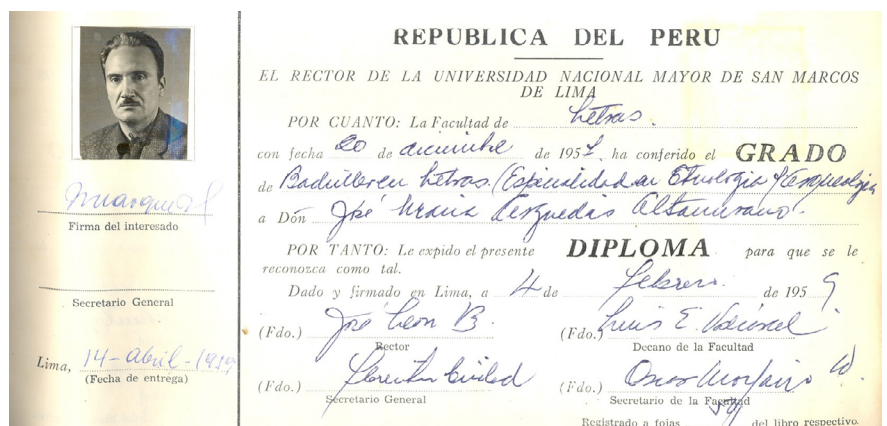 REPUBLICA DEL PERU
EL RECTOR DE LA UNIVERSIDAD NACIONAL MAYOR DE SAN MARCOS
DE LIMA
POR CUANTO: La Facultad de Letras.
con fecha 20 de diciembre de 1957, ha conferido el GRADO
de Bachiller en Letras. (Especialidad en Etnología y Arqueología
a Dón José María Arguedas Altamirano.
POR TANTO: Le expido el presente DIPLOMA para que se le
reconozca como tal.
Dado y firmado en Lima, a 4 de febrero de 1959
(Fdo.) José León B. (Fdo.) Luis E. Valcárcel
Rector Decano de la Facultad
(Fdo.) (Fdo.)
Secretario General Secretario de la Facultad
Registrado a fojas del libro respectivo.
Firma del interesado
Secretario General
Lima, 14-Abril-1959
(Fecha de entrega)